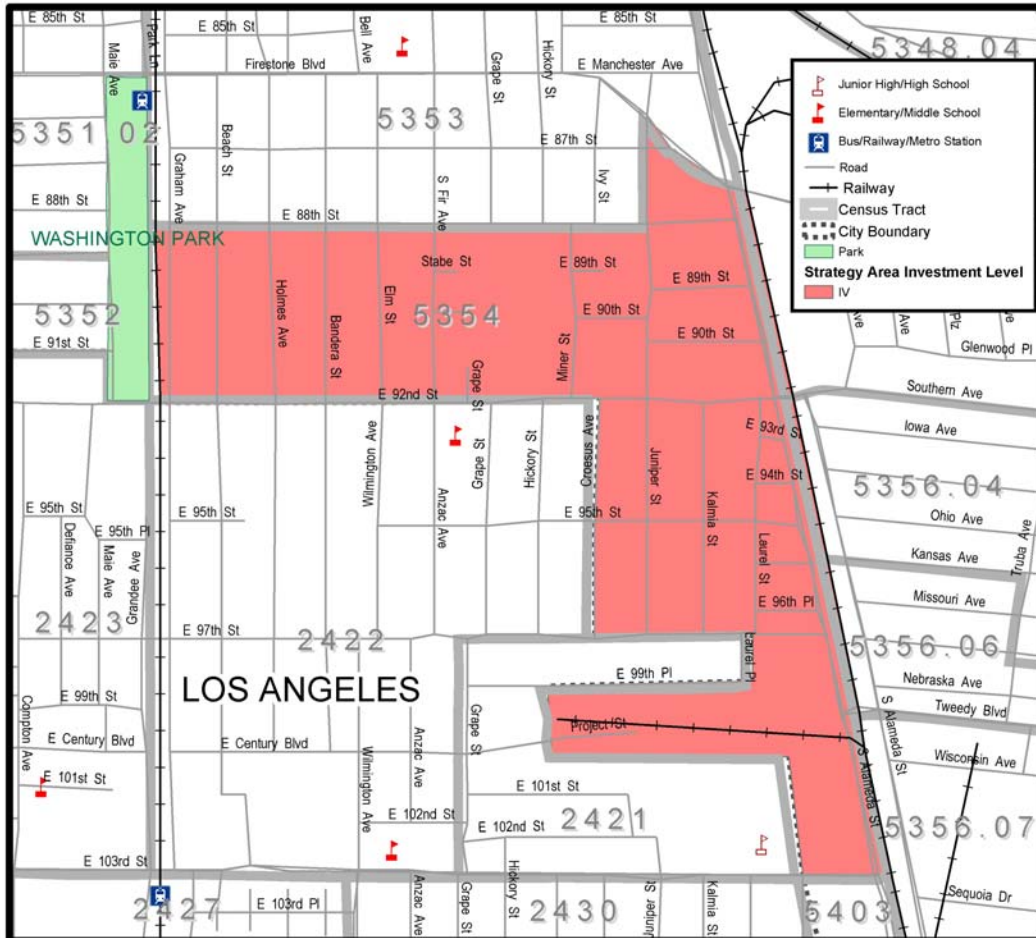 E 85th St
E 85th St
E 85th St
Maie Ave
Park Ln
Bell Ave
Grape St
Hickory St
Firestone Blvd
E Manchester Ave
5348.04
Junior High/High School
Elementary/Middle School
Bus/Railway/Metro Station
Road
Railway
Census Tract
City Boundary
Park
Strategy Area Investment Level
IV
5351.02
5353
Beach St
E 87th St
Graham Ave
S Fir Ave
Ivy St
E 88th St
E 88th St
WASHINGTON PARK
Stabe St
E 89th St
E 89th St
Holmes Ave
Elm St
5352
5354
Bandera St
E 90th St
E 90th St
E 91st St
Miner St
Ave
Plz
Ave
Glenwood Pl
Grape St
E 92nd St
Southern Ave
Wilmington Ave
Grape St
Hickory St
Croesus Ave
E 93rd St
Iowa Ave
Juniper St
E 94th St
5356.04
Anzac Ave
Kalmia St
E 95th St
E 95th St
E 95th St
E 95th Pl
Ohio Ave
Defiance Ave
Maie Ave
Grandee Ave
Laurel St
Kansas Ave
Truba Ave
E 96th Pl
Missouri Ave
2423
E 97th St
2422
5356.06
Laurel Pl
E 99th Pl
Nebraska Ave
E 99th St
LOS ANGELES
Tweedy Blvd
Compton Ave
Grape St
Project St
S Alameda St
E Century Blvd
E Century Blvd
Anzac Ave
Wilmington Ave
S Alameda St
Wisconsin Ave
E 101st St
E 101st St
E 102nd St
E 102nd St
2421
5356.07
E 103rd St
Hickory St
Juniper St
Kalmia St
Anzac Ave
Grape St
2427
E 103rd Pl
2430
5403
Sequoia Dr